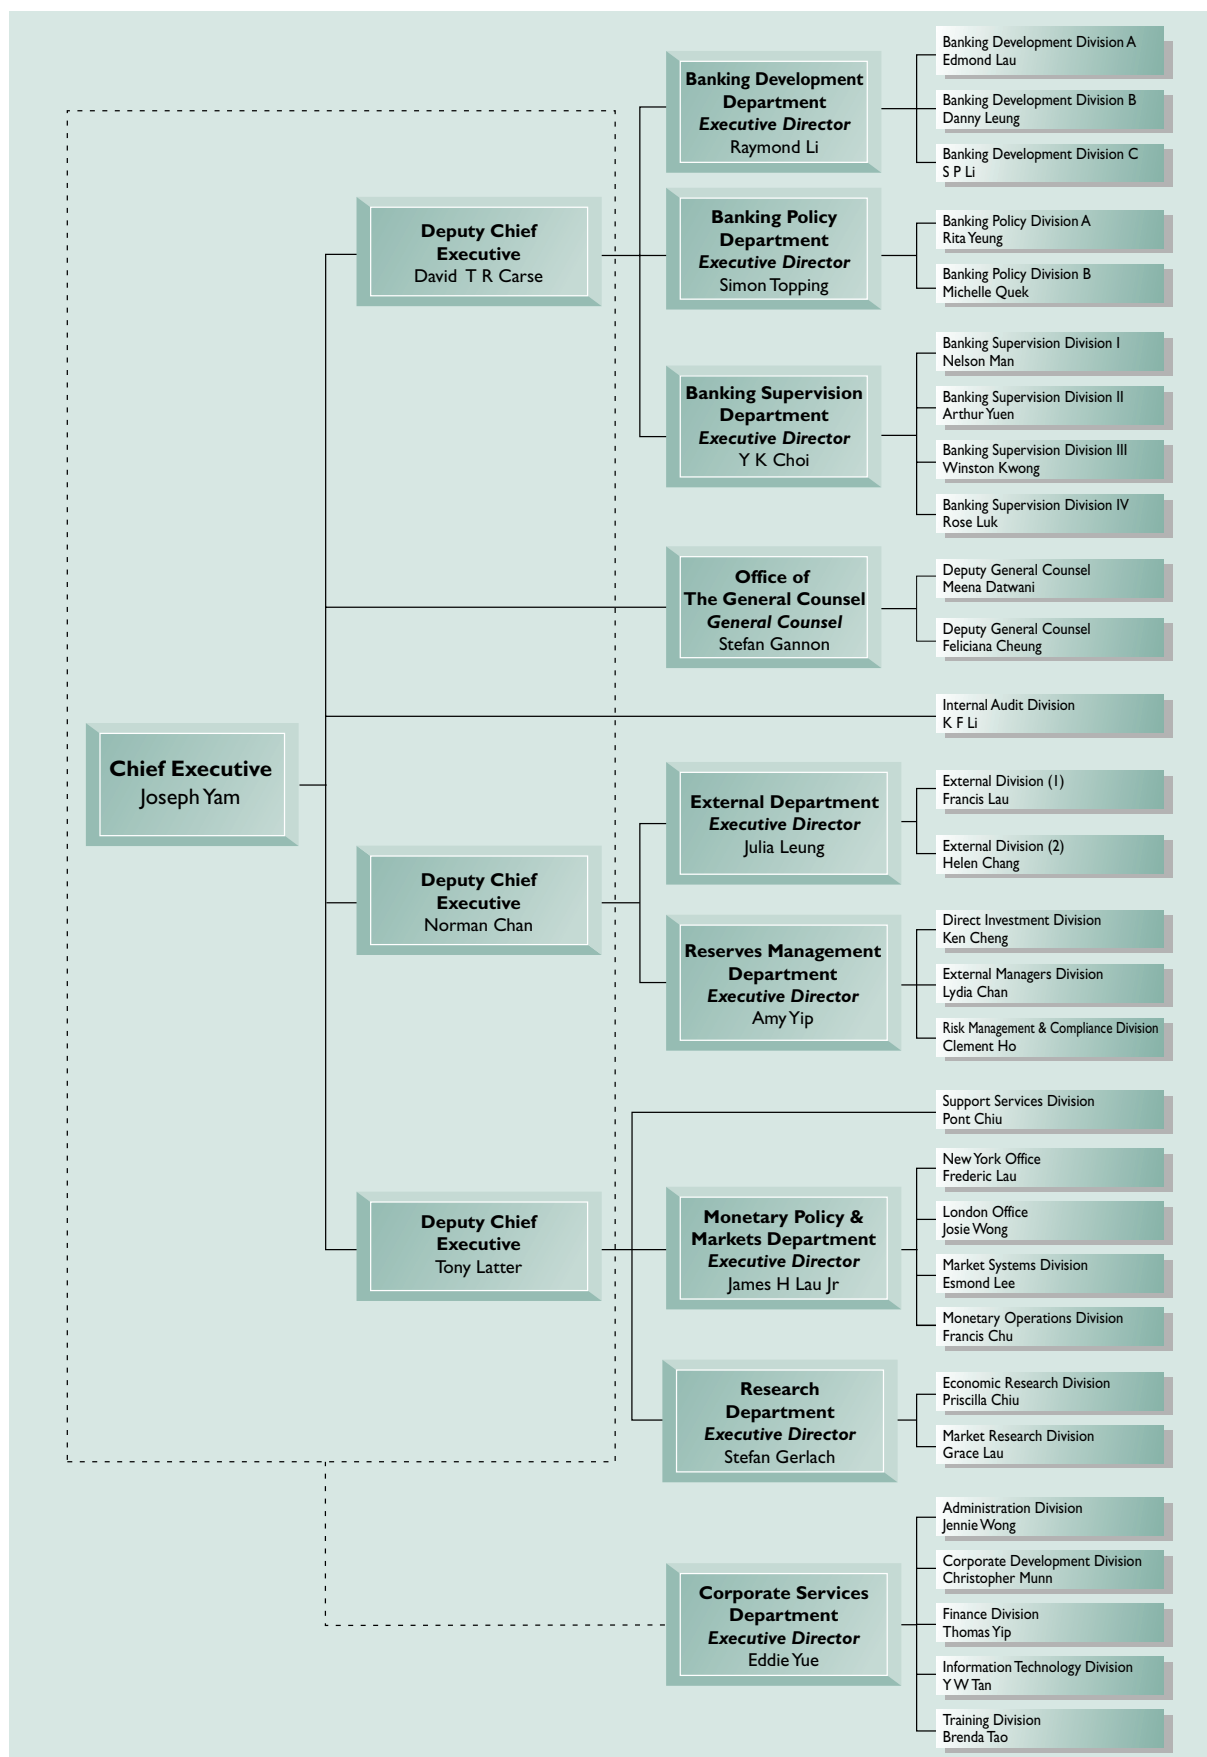 Chief Executive
Joseph Yam
Deputy Chief
Executive
David T R Carse
Banking Development
Department
Executive Director
Raymond Li
Banking Development Division A
Edmond Lau
Banking Development Division B
Danny Leung
Banking Development Division C
S P Li
Banking Policy
Department
Executive Director
Simon Topping
Banking Policy Division A
Rita Yeung
Banking Policy Division B
Michelle Quek
Banking Supervision
Department
Executive Director
Y K Choi
Banking Supervision Division I
Nelson Man
Banking Supervision Division II
Arthur Yuen
Banking Supervision Division III
Winston Kwong
Banking Supervision Division IV
Rose Luk
Office of
The General Counsel
General Counsel
Stefan Gannon
Deputy General Counsel
Meena Datwani
Deputy General Counsel
Feliciana Cheung
Internal Audit Division
K F Li
Deputy Chief
Executive
Norman Chan
External Department
Executive Director
Julia Leung
External Division (1)
Francis Lau
External Division (2)
Helen Chang
Reserves Management
Department
Executive Director
Amy Yip
Direct Investment Division
Ken Cheng
External Managers Division
Lydia Chan
Risk Management & Compliance Division
Clement Ho
Deputy Chief
Executive
Tony Latter
Support Services Division
Pont Chiu
Monetary Policy &
Markets Department
Executive Director
James H Lau Jr
New York Office
Frederic Lau
London Office
Josie Wong
Market Systems Division
Esmond Lee
Monetary Operations Division
Francis Chu
Research
Department
Executive Director
Stefan Gerlach
Economic Research Division
Priscilla Chiu
Market Research Division
Grace Lau
Corporate Services
Department
Executive Director
Eddie Yue
Administration Division
Jennie Wong
Corporate Development Division
Christopher Munn
Finance Division
Thomas Yip
Information Technology Division
Y W Tan
Training Division
Brenda Tao